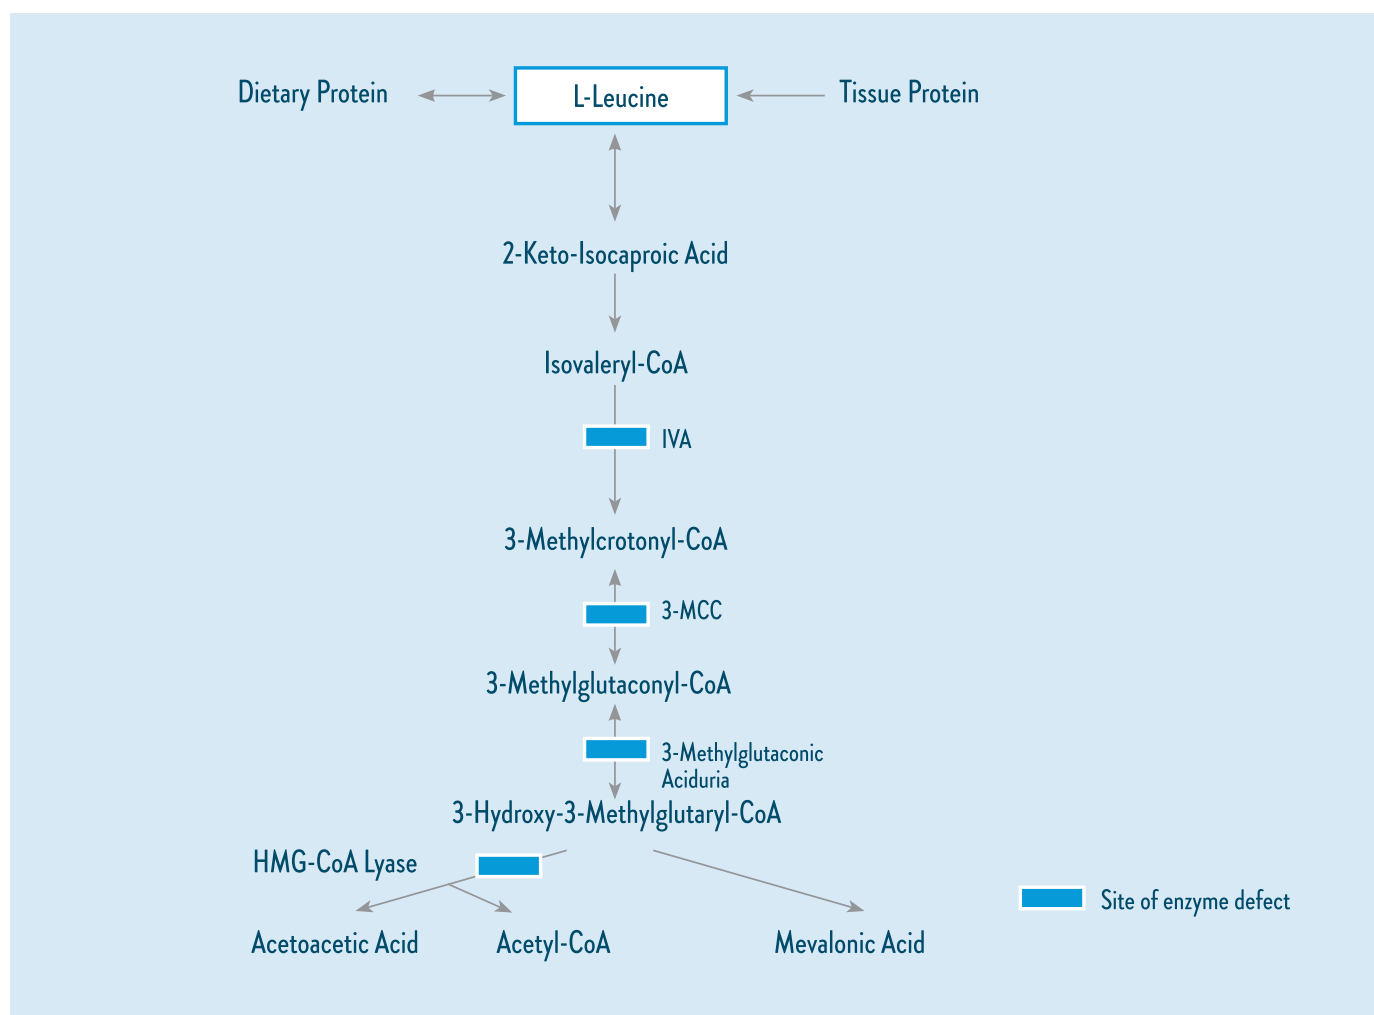 Dietary Protein
L-Leucine
Tissue Protein
2-Keto-Isocaproic Acid
Isovaleryl-CoA
IVA
3-Methylcrotonyl-CoA
3-MCC
3-Methylglutaconyl-CoA
3-Methylglutaconic
Aciduria
3-Hydroxy-3-Methylglutaryl-CoA
HMG-CoA Lyase
Site of enzyme defect
Acetoacetic Acid
Acetyl-CoA
Mevalonic Acid